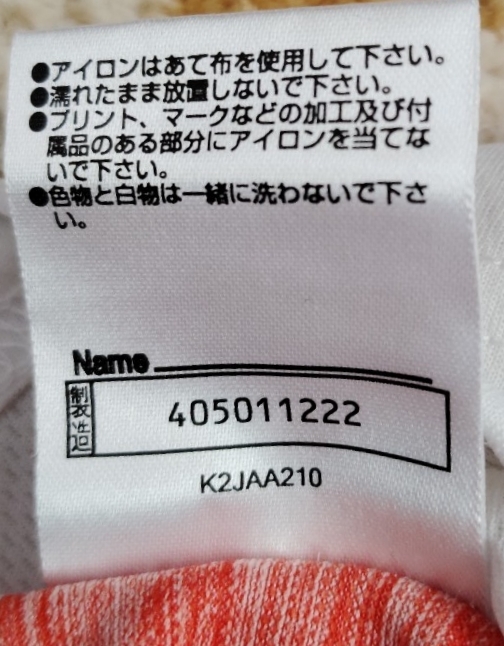 ●アイロンはあて布を使用して下さい。
●濡れたまま放置しないで下さい。
●プリント、マークなどの加工及び付
属品のある部分にアイロンを当てな
いで下さい。
●色物と白物は一緒に洗わないで下さ
い。
Name
405011222
K2JAA210